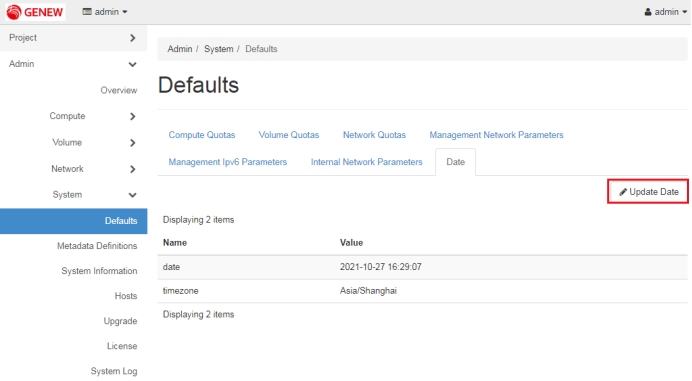 GENEW admin admin
Project
Admin
Overview
Compute
Volume
Network
System
Defaults
Metadata Definitions
System Information
Hosts
Upgrade
License
System Log
Admin / System / Defaults
Defaults
Compute Quotas Volume Quotas Network Quotas Management Network Parameters
Management Ipv6 Parameters Internal Network Parameters Date
Update Date
Displaying 2 items
Name Value
date 2021-10-27 16:29:07
timezone Asia/Shanghai
Displaying 2 items